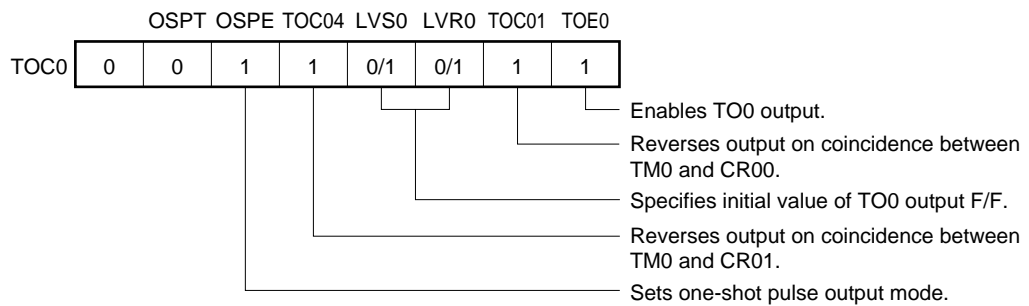 OSPT OSPE TOC04 LVS0 LVR0 TOC01 TOE0
TOC0 0 0 1 1 0/1 0/1 1 1
Enables TO0 output.
Reverses output on coincidence between
TM0 and CR00.
Specifies initial value of TO0 output F/F.
Reverses output on coincidence between
TM0 and CR01.
Sets one-shot pulse output mode.